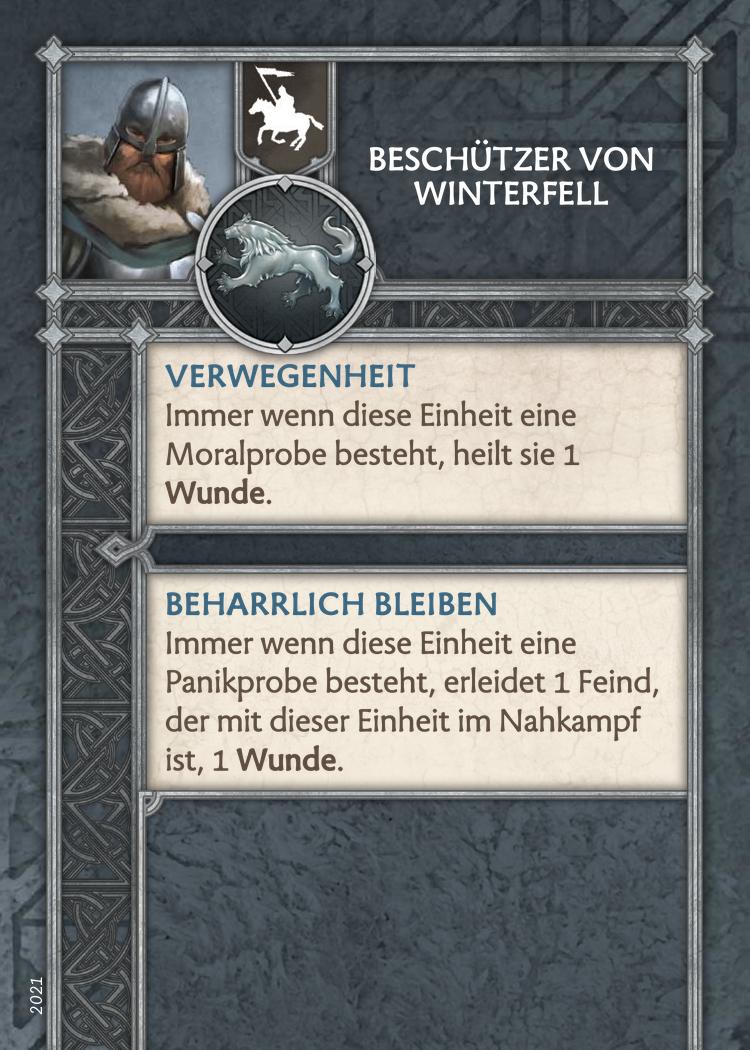 BESCHÜTZER VON
WINTERFELL
VERWEGENHEIT
Immer wenn diese Einheit eine
Moralprobe besteht, heilt sie 1
Wunde.
BEHARRLICH BLEIBEN
Immer wenn diese Einheit eine
Panikprobe besteht, erleidet 1 Feind,
der mit dieser Einheit im Nahkampf
ist, 1 Wunde.
2021